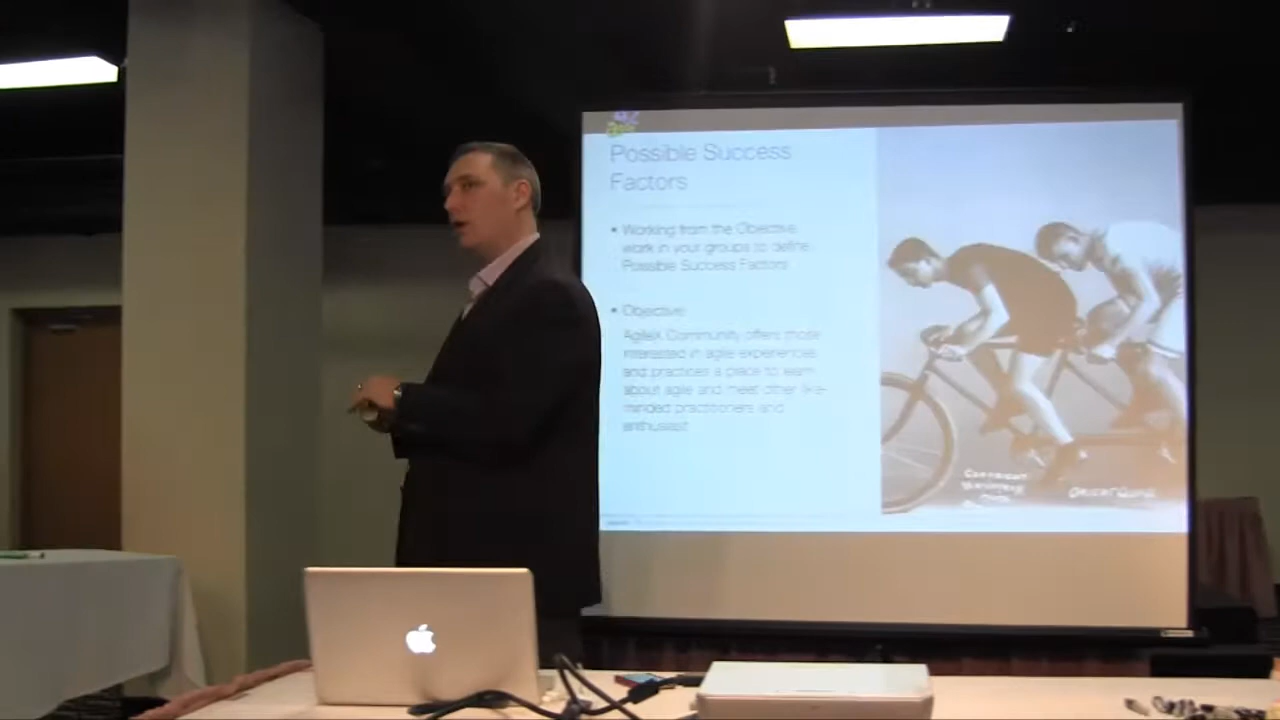 Possible Success
Factors
• Working from the Objective
work in your groups to define
Possible Success Factors
• Objective:
AgileX Community offers those
interested in agile experiences
and practices a place to learn
about agile and meet other like-
minded practitioners and
enthusiast